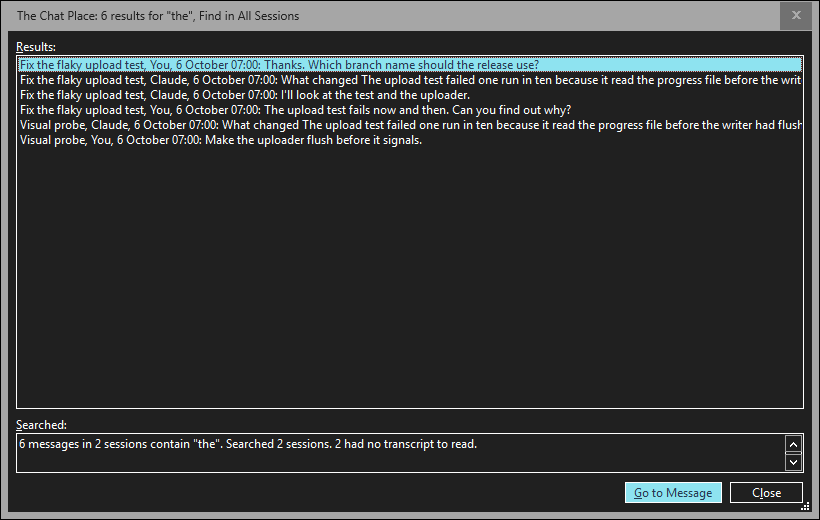 The Chat Place: 6 results for "the", Find in All Sessions
Results:
Fix the flaky upload test, You, 6 October 07:00: Thanks. Which branch name should the release use?
Fix the flaky upload test, Claude, 6 October 07:00: What changed The upload test failed one run in ten because it read the progress file before the writ
Fix the flaky upload test, Claude, 6 October 07:00: I'll look at the test and the uploader.
Fix the flaky upload test, You, 6 October 07:00: The upload test fails now and then. Can you find out why?
Visual probe, Claude, 6 October 07:00: What changed The upload test failed one run in ten because it read the progress file before the writer had flush
Visual probe, You, 6 October 07:00: Make the uploader flush before it signals.
Searched:
6 messages in 2 sessions contain "the". Searched 2 sessions. 2 had no transcript to read.
Go to Message Close